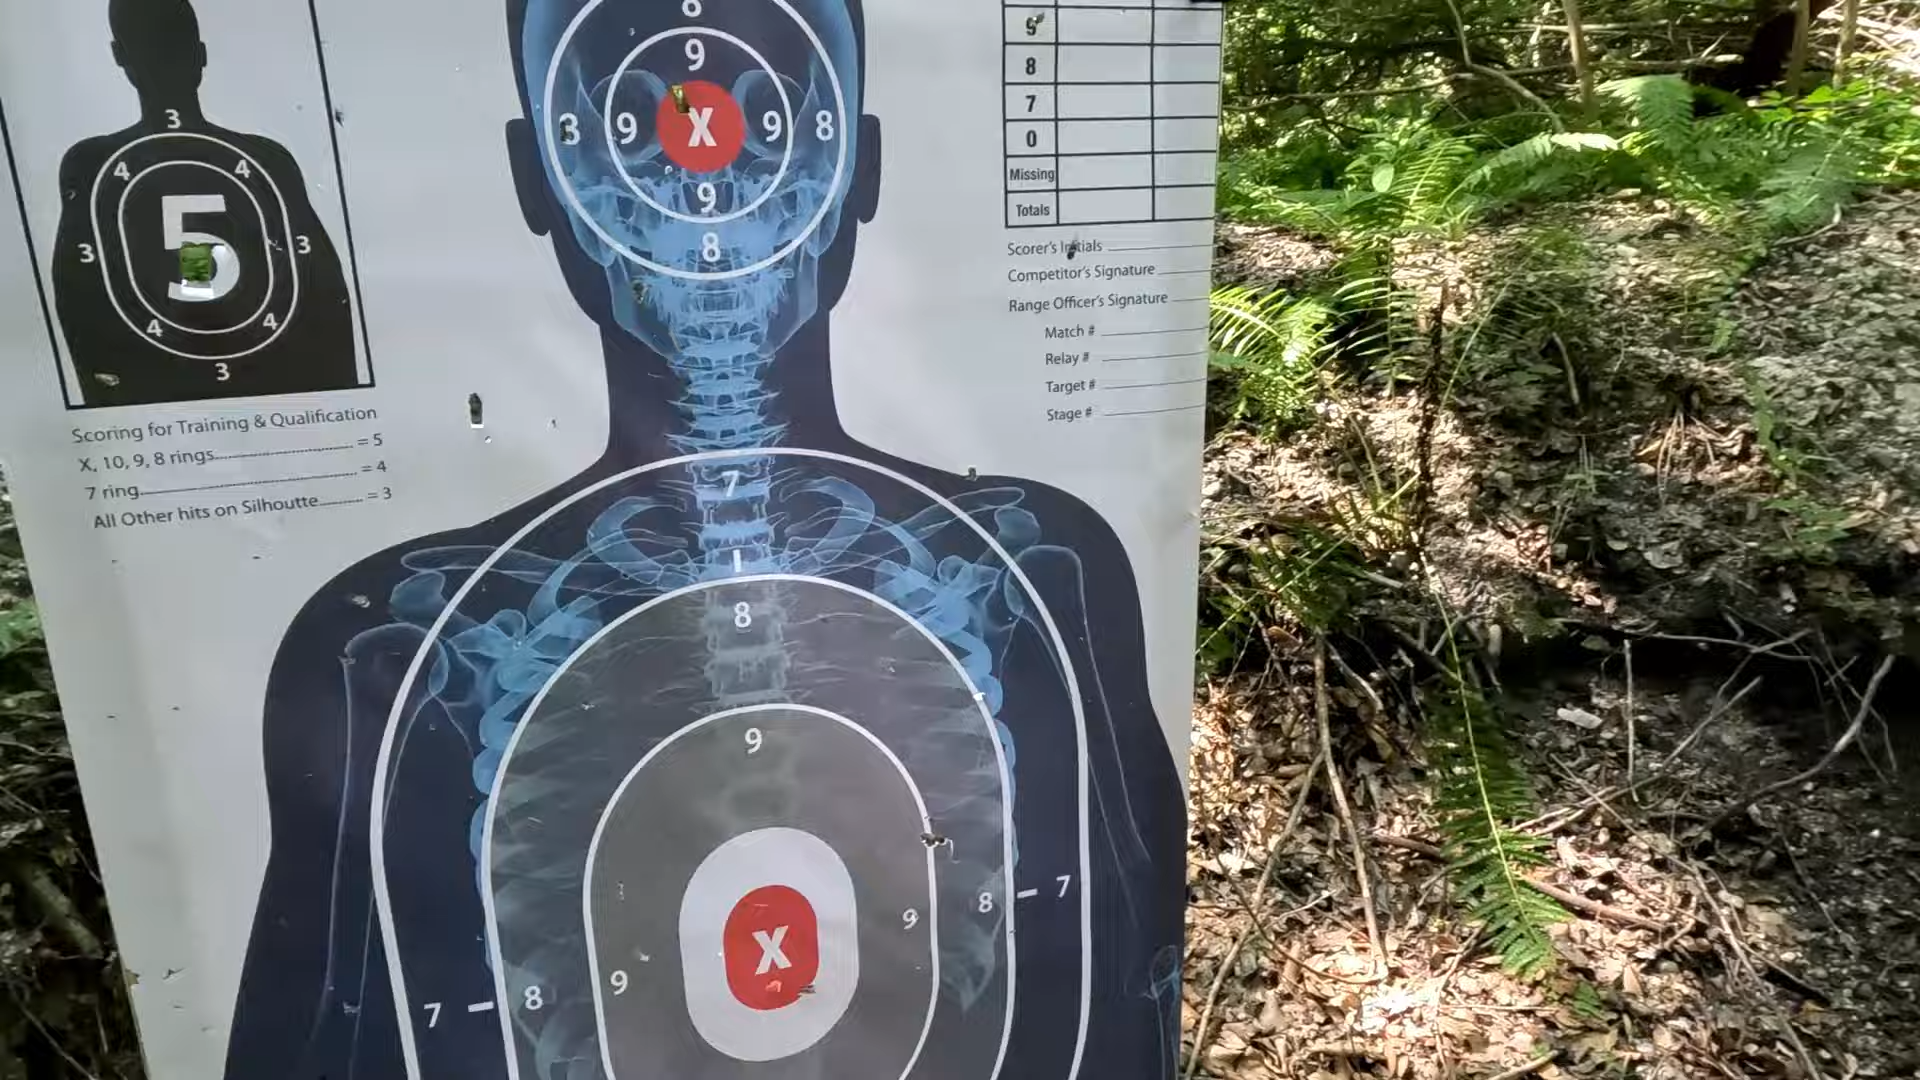 3
4 4
5
3 3
4 4
3
Scoring for Training & Qualification
X, 10, 9, 8 rings = 5
7 ring = 4
All Other hits on Silhoutte = 3
8
9
9 X 9 8
9
8
7
8
9
9 8 - 7
X
9
7 - 8
9
8
7
0
Missing
Totals
Scorer's Initials
Competitor's Signature
Range Officer's Signature
Match #
Relay #
Target #
Stage #